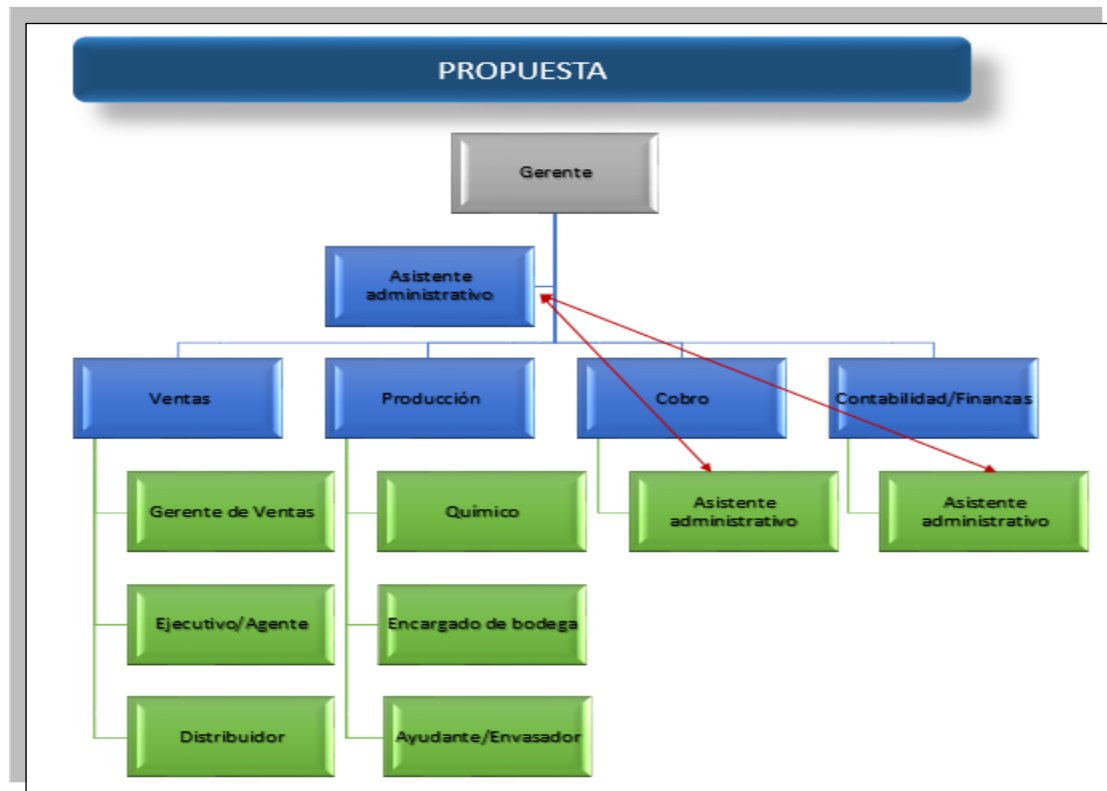 PROPUESTA
Gerente
Asistente
administrativo
Ventas
Producción
Cobro
Contabilidad/Finanzas
Gerente de Ventas
Químico
Asistente
administrativo
Asistente
administrativo
Ejecutivo/Agente
Encargado de bodega
Distribuidor
Ayudante/Envasador